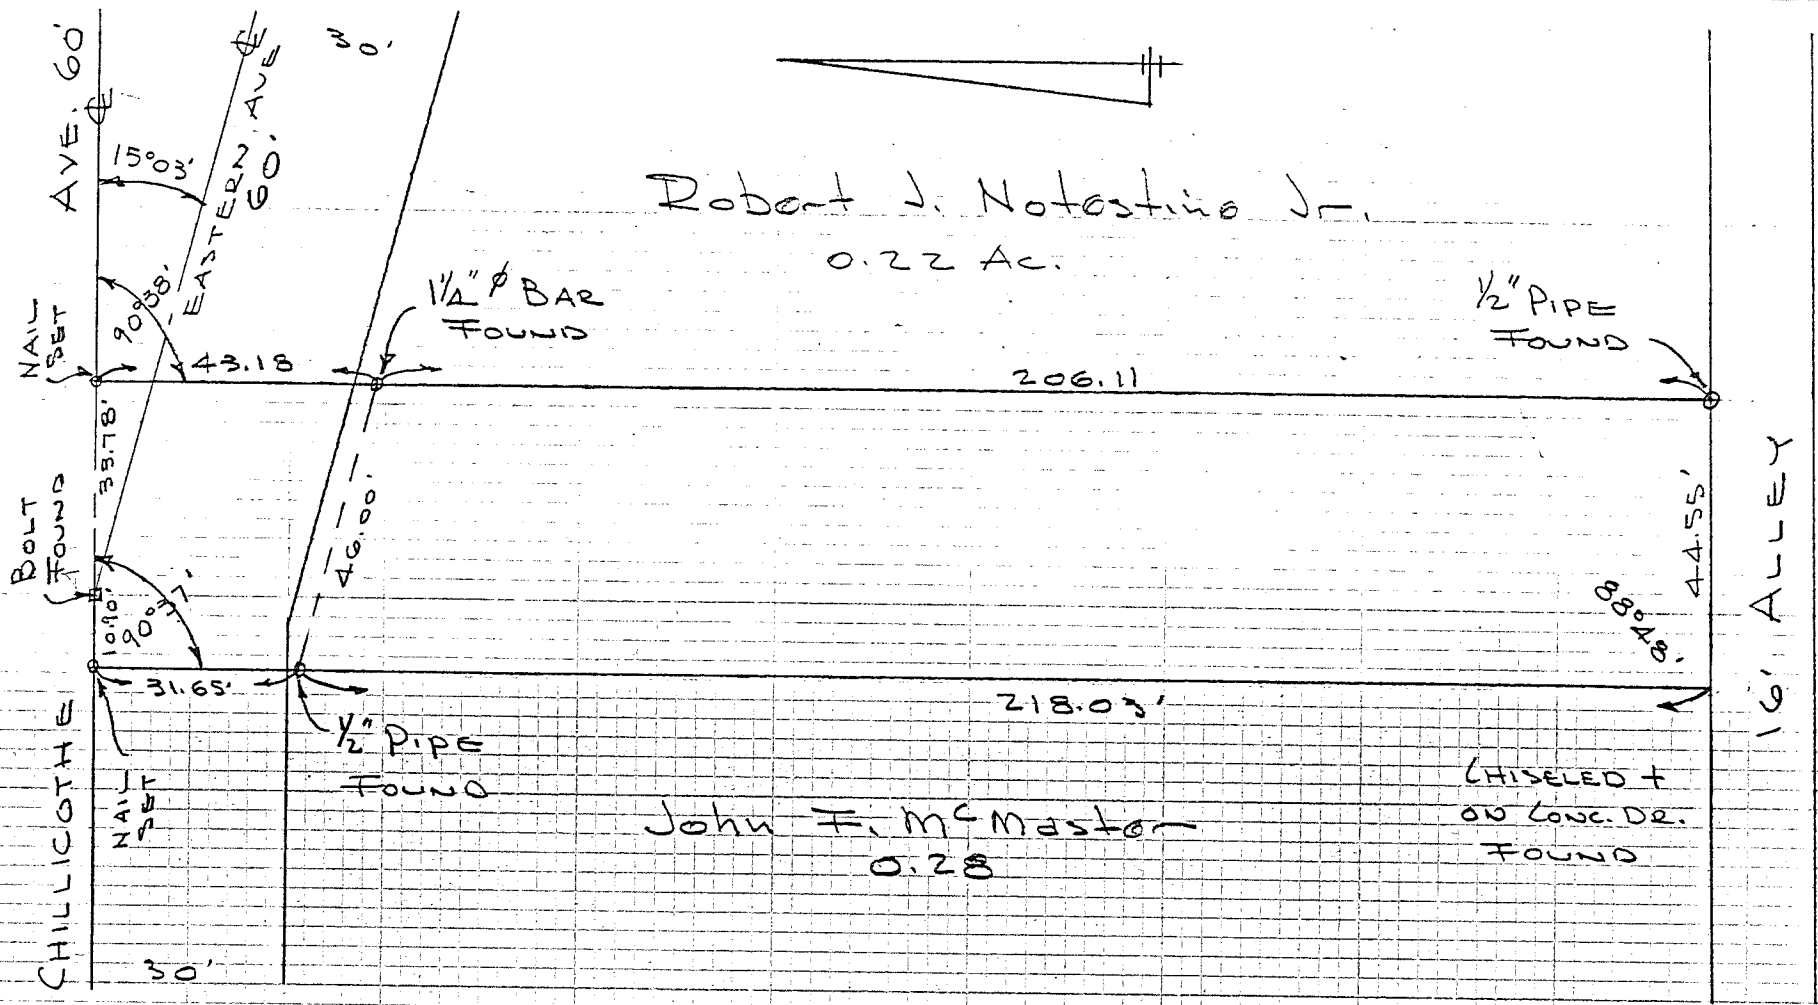 AVE. 60'
30'
15°03'
EASTERN AVE
60'
Robert J. Notestine Jr.
0.22 Ac.
90°38'
NAIL
SET
1¼" ϕ BAR
FOUND
½" PIPE
FOUND
43.18
206.11
33.78'
BOLT
FOUND
46.00'
44.55'
16' ALLEY
88°48'
10.90'
90°37'
31.65'
218.03'
½" PIPE
FOUND
CHILLICOTHE
NAIL
SET
John F. McMaster
0.28
CHISELED +
ON CONC. DR.
FOUND
30'